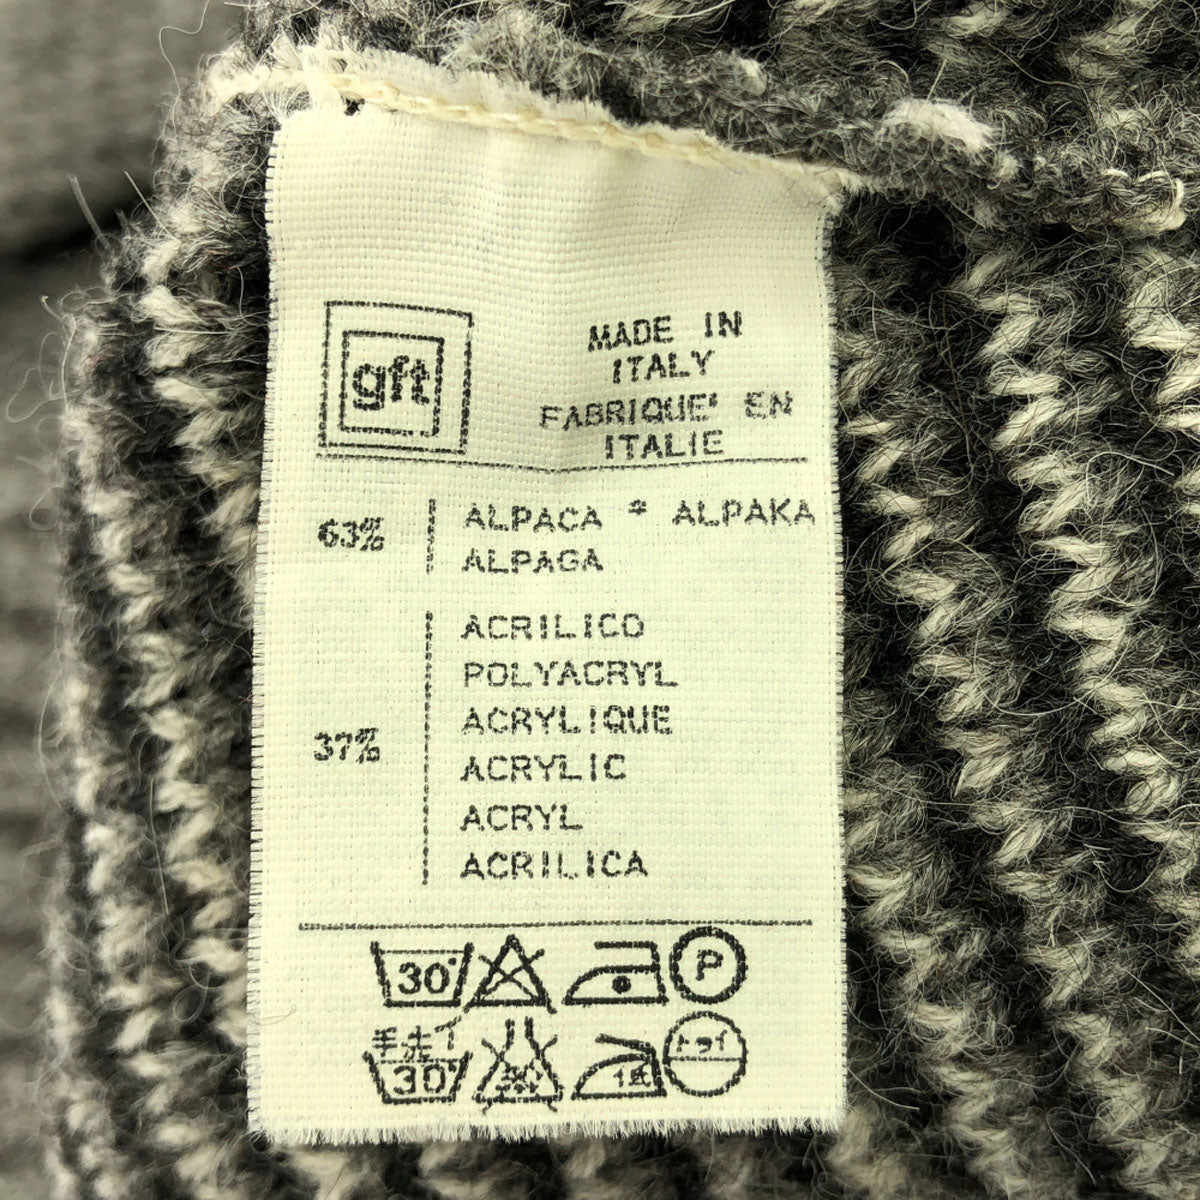 gft
MADE IN
ITALY
FABRIQUE' EN
ITALIE
63% ALPACA * ALPAKA
ALPAGA
ACRILICO
POLYACRYL
ACRYLIQUE
37%
ACRYLIC
ACRYL
ACRILICA
30° P
手洗イ
30° ドライ